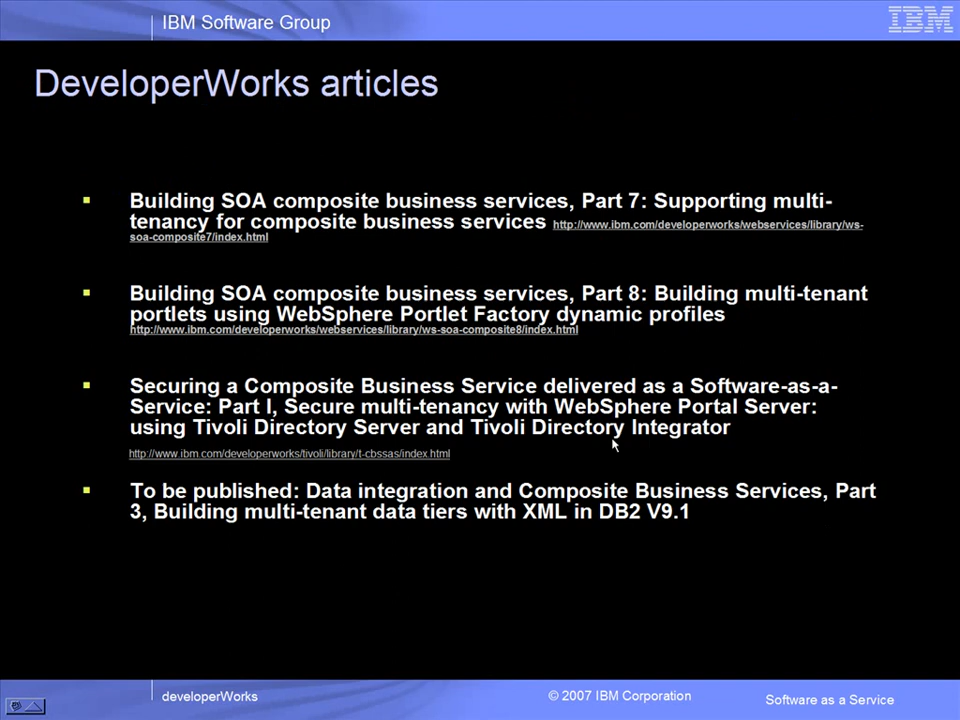 IBM Software Group
IBM
DeveloperWorks articles
Building SOA composite business services, Part 7: Supporting multi-
tenancy for composite business services http://www.ibm.com/developerworks/webservices/library/ws-
soa-composite7/index.html
Building SOA composite business services, Part 8: Building multi-tenant
portlets using WebSphere Portlet Factory dynamic profiles
http://www.ibm.com/developerworks/webservices/library/ws-soa-composite8/index.html
Securing a Composite Business Service delivered as a Software-as-a-
Service: Part I, Secure multi-tenancy with WebSphere Portal Server:
using Tivoli Directory Server and Tivoli Directory Integrator
http://www.ibm.com/developerworks/tivoli/library/t-cbssas/index.html
To be published: Data integration and Composite Business Services, Part
3, Building multi-tenant data tiers with XML in DB2 V9.1
developerWorks
© 2007 IBM Corporation
Software as a Service